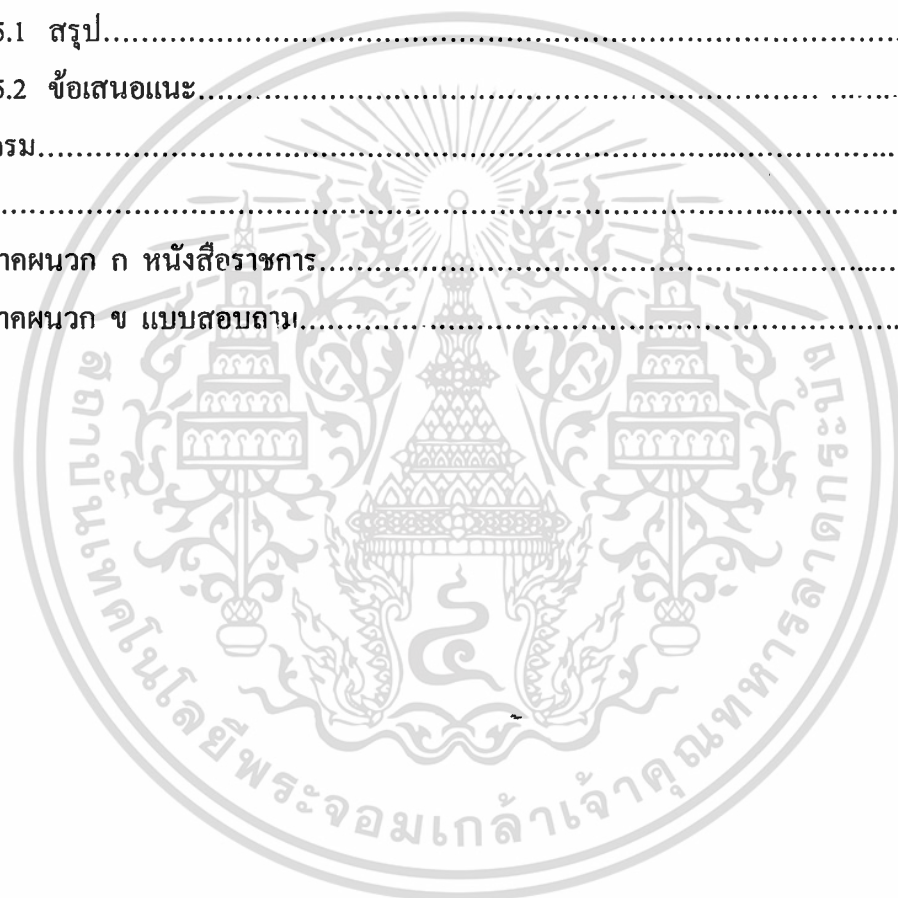 5.1 สรุป........................................................................................
5.2 ข้อเสนอแนะ........................................................................................
กรม........................................................................................
........................................................................................
าคผนวก ก หนังสือราชการ........................................................................................
าคผนวก ข แบบสอบถาม........................................................................................
สถาบันเทคโนโลยีพระจอมเกล้าเจ้าคุณทหารลาดกระบัง